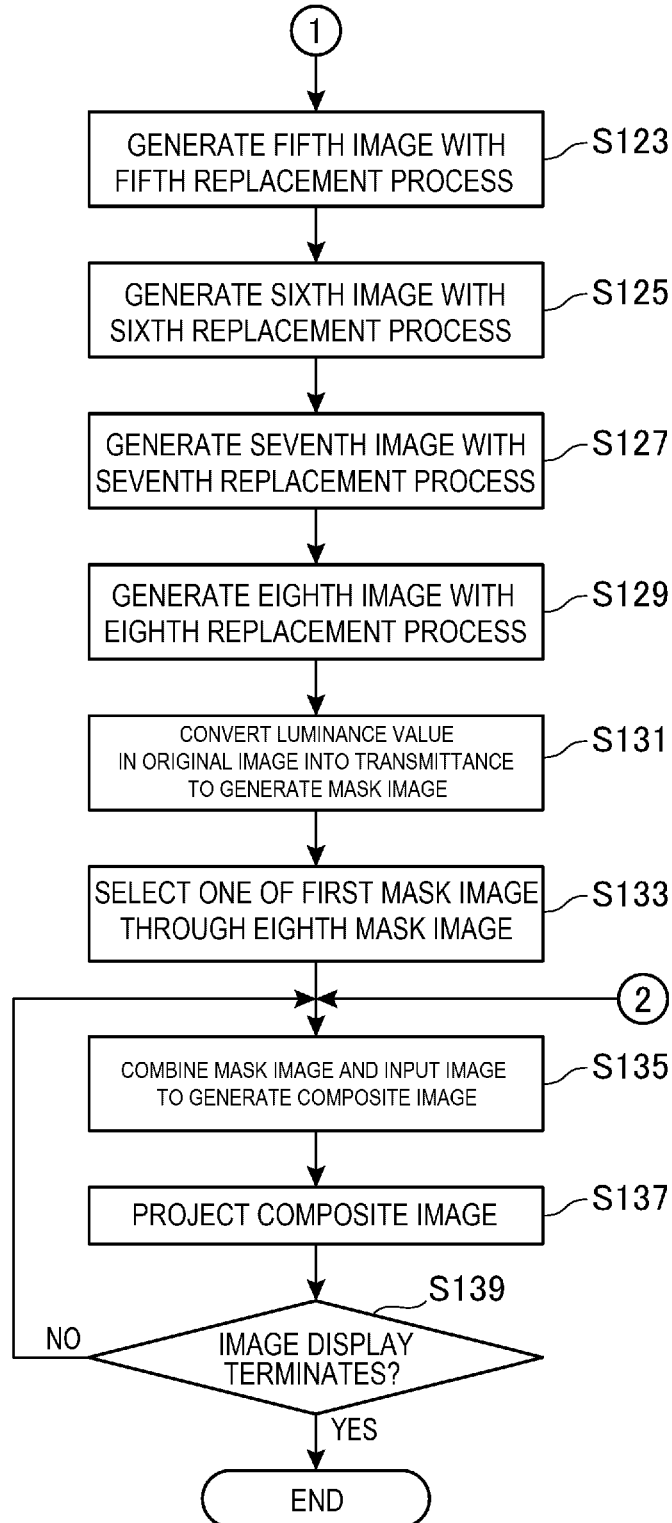 1
GENERATE FIFTH IMAGE WITH
FIFTH REPLACEMENT PROCESS
S123
GENERATE SIXTH IMAGE WITH
SIXTH REPLACEMENT PROCESS
S125
GENERATE SEVENTH IMAGE WITH
SEVENTH REPLACEMENT PROCESS
S127
GENERATE EIGHTH IMAGE WITH
EIGHTH REPLACEMENT PROCESS
S129
CONVERT LUMINANCE VALUE
IN ORIGINAL IMAGE INTO TRANSMITTANCE
TO GENERATE MASK IMAGE
S131
SELECT ONE OF FIRST MASK IMAGE
THROUGH EIGHTH MASK IMAGE
S133
2
COMBINE MASK IMAGE AND INPUT IMAGE
TO GENERATE COMPOSITE IMAGE
S135
PROJECT COMPOSITE IMAGE
S137
S139
NO
IMAGE DISPLAY
TERMINATES?
YES
END